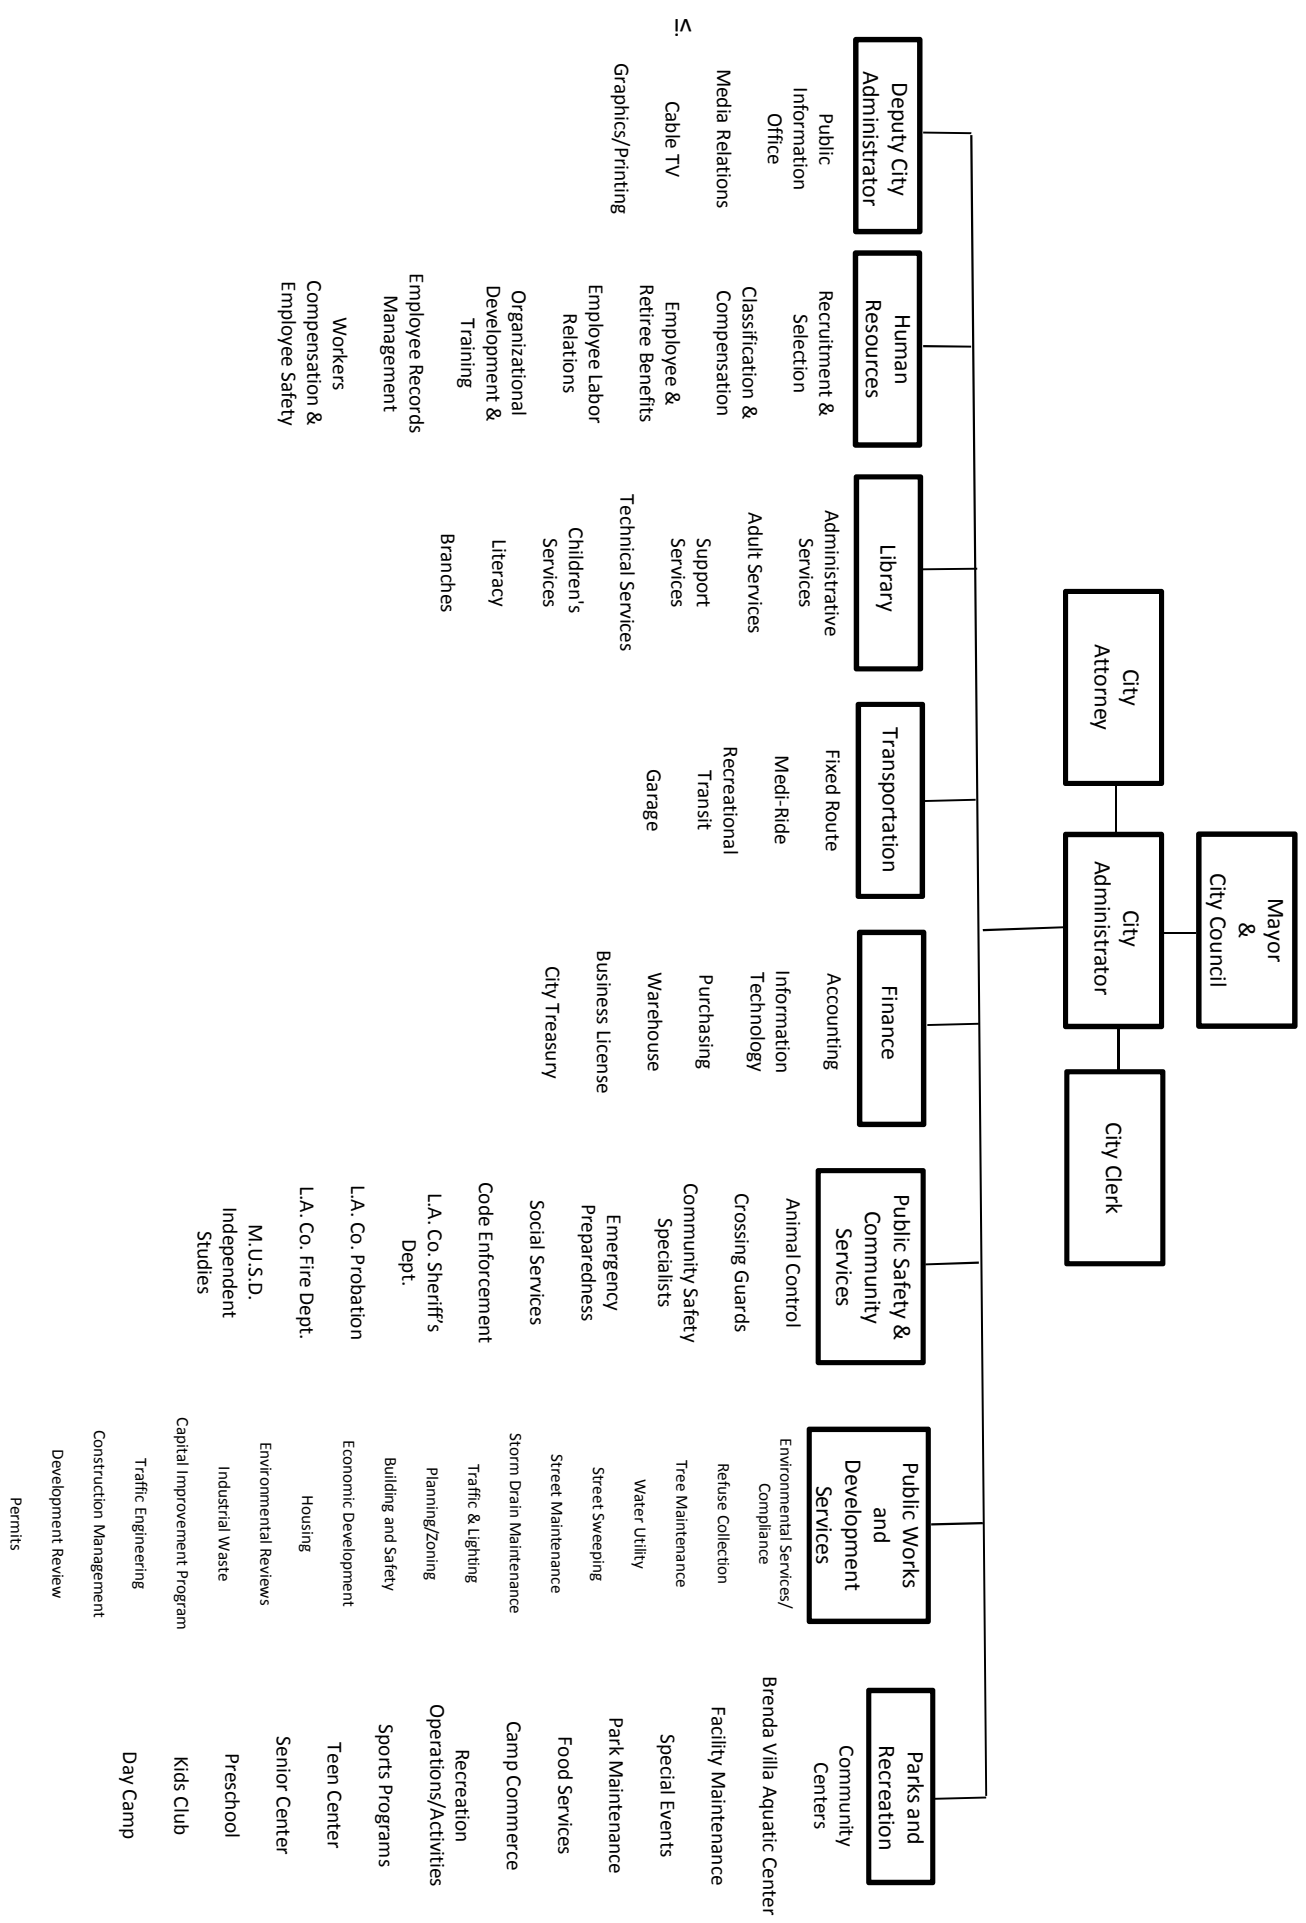 Mayor
&
City Council
City
Attorney
City
Administrator
City Clerk
Deputy City
Administrator
Public
Information
Office
Media Relations
Cable TV
Graphics/Printing
Human
Resources
Recruitment &
Selection
Classification &
Compensation
Employee &
Retiree Benefits
Employee Labor
Relations
Organizational
Development &
Training
Employee Records
Management
Workers
Compensation &
Employee Safety
Library
Administrative
Services
Adult Services
Support
Services
Technical Services
Children's
Services
Literacy
Branches
Transportation
Fixed Route
Medi-Ride
Recreational
Transit
Garage
Finance
Accounting
Information
Technology
Purchasing
Warehouse
Business License
City Treasury
Public Safety &
Community
Services
Animal Control
Crossing Guards
Community Safety
Specialists
Emergency
Preparedness
Social Services
Code Enforcement
L.A. Co. Sheriff’s
Dept.
L.A. Co. Probation
L.A. Co. Fire Dept.
M.U.S.D.
Independent
Studies
Public Works
and
Development
Services
Environmental Services/
Compliance
Refuse Collection
Tree Maintenance
Water Utility
Street Sweeping
Street Maintenance
Storm Drain Maintenance
Traffic & Lighting
Planning/Zoning
Building and Safety
Economic Development
Housing
Environmental Reviews
Industrial Waste
Capital Improvement Program
Traffic Engineering
Construction Management
Development Review
Permits
Parks and
Recreation
Community
Centers
Brenda Villa Aquatic Center
Facility Maintenance
Special Events
Park Maintenance
Food Services
Camp Commerce
Recreation
Operations/Activities
Sports Programs
Teen Center
Senior Center
Preschool
Kids Club
Day Camp
vi